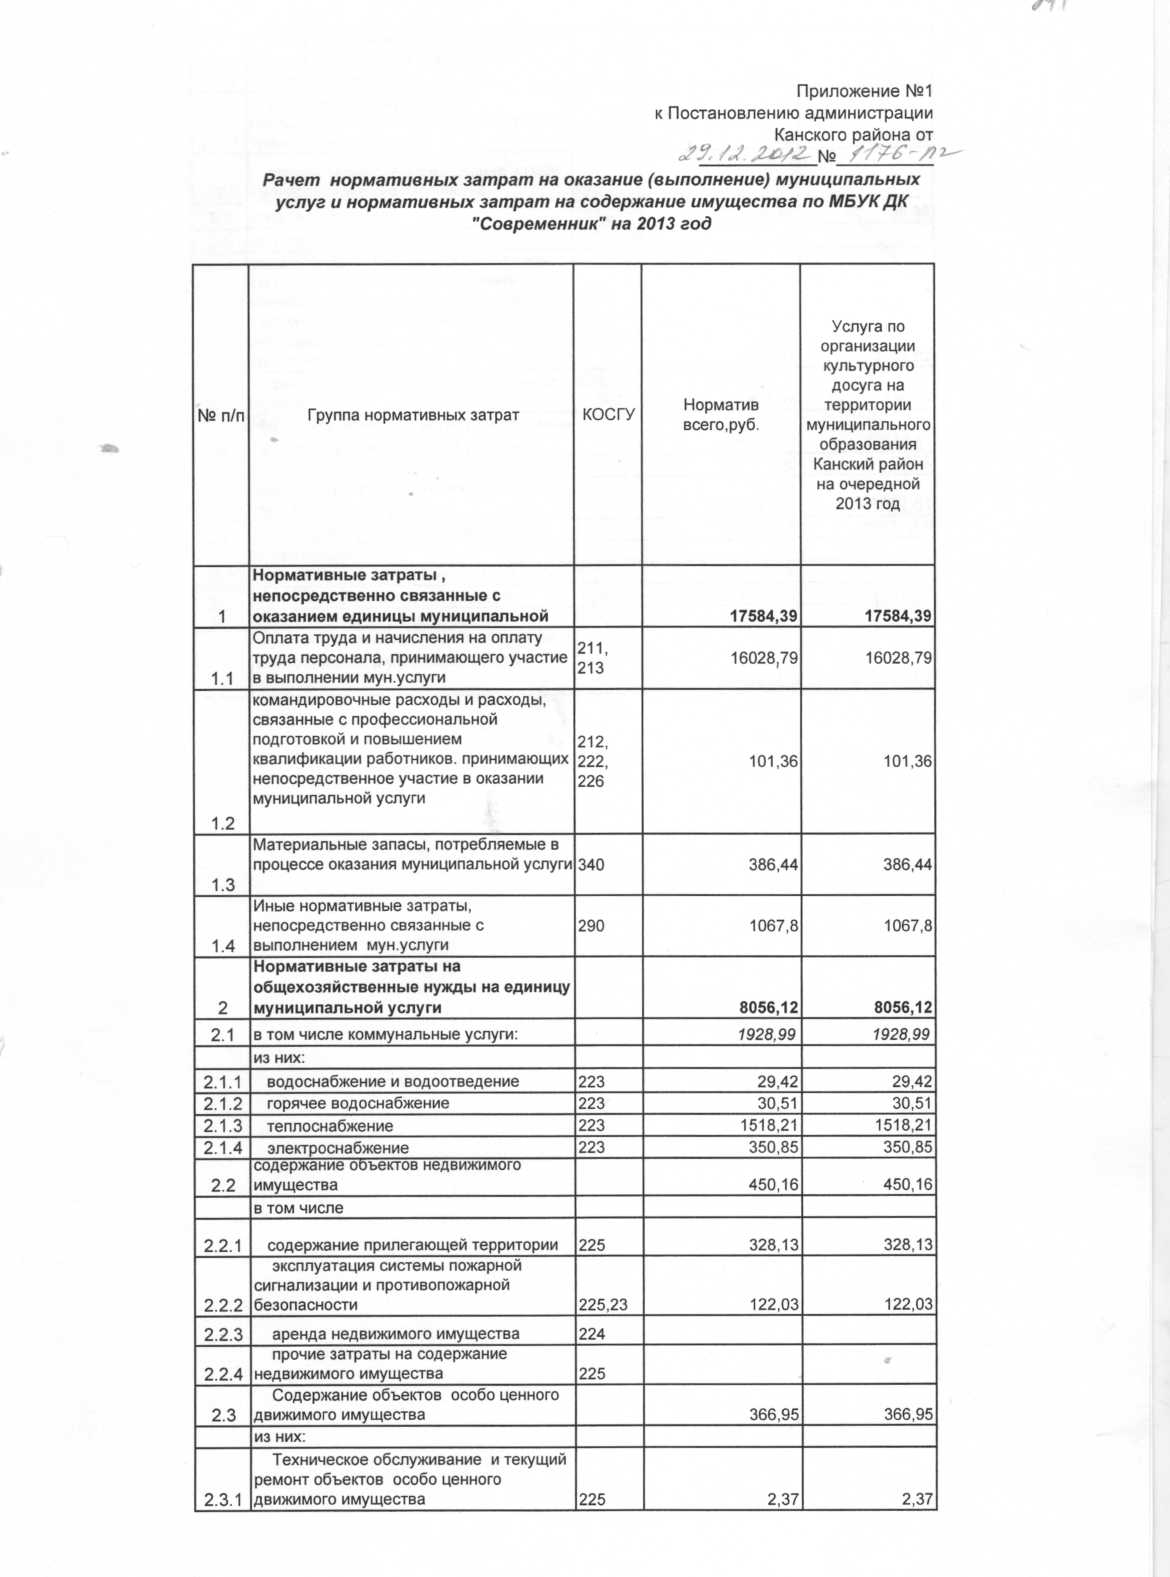 Приложение №1
к Постановлению администрации
Канского района от
29.12.2012 № 1176-пг
Рачет нормативных затрат на оказание (выполнение) муниципальных
услуг и нормативных затрат на содержание имущества по МБУК ДК
"Современник" на 2013 год
№ п/п Группа нормативных затрат КОСГУ Норматив всего,руб. Услуга по организации культурного досуга на территории муниципального образования Канский район на очередной 2013 год
Нормативные затраты ,
непосредственно связанные с
1 оказанием единицы муниципальной 17584,39 17584,39
Оплата труда и начисления на оплату
труда персонала, принимающего участие 211, 213 16028,79 16028,79
1.1 в выполнении мун.услуги
командировочные расходы и расходы,
связанные с профессиональной
подготовкой и повышением 212,
квалификации работников. принимающих 222, 101,36 101,36
непосредственное участие в оказании 226
муниципальной услуги
1.2
Материальные запасы, потребляемые в
процессе оказания муниципальной услуги 340 386,44 386,44
1.3
Иные нормативные затраты,
непосредственно связанные с 290 1067,8 1067,8
1.4 выполнением мун.услуги
Нормативные затраты на
общехозяйственные нужды на единицу
2 муниципальной услуги 8056,12 8056,12
2.1 в том числе коммунальные услуги: 1928,99 1928,99
из них:
2.1.1 водоснабжение и водоотведение 223 29,42 29,42
2.1.2 горячее водоснабжение 223 30,51 30,51
2.1.3 теплоснабжение 223 1518,21 1518,21
2.1.4 электроснабжение 223 350,85 350,85
содержание объектов недвижимого
2.2 имущества 450,16 450,16
в том числе
2.2.1 содержание прилегающей территории 225 328,13 328,13
эксплуатация системы пожарной
сигнализации и противопожарной
2.2.2 безопасности 225,23 122,03 122,03
2.2.3 аренда недвижимого имущества 224
прочие затраты на содержание
2.2.4 недвижимого имущества 225
Содержание объектов особо ценного
2.3 движимого имущества 366,95 366,95
из них:
Техническое обслуживание и текущий
ремонт объектов особо ценного
2.3.1 движимого имущества 225 2,37 2,37